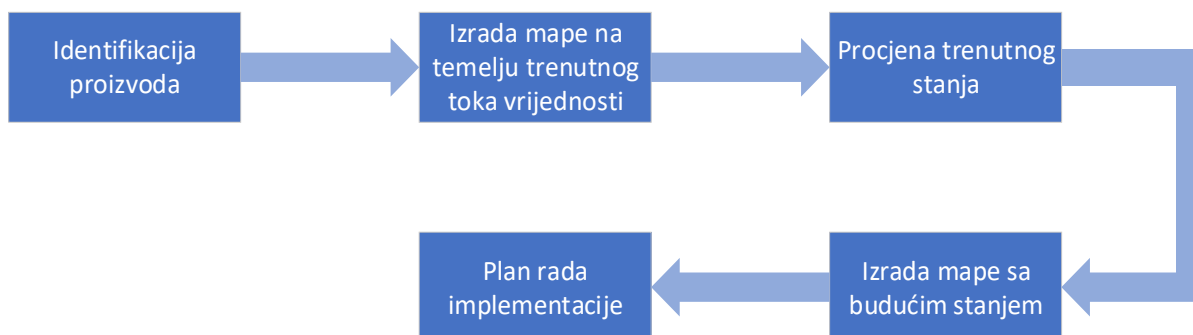 Identifikacija
proizvoda
Izrada mape na
temelju trenutnog
toka vrijednosti
Procjena trenutnog
stanja
Izrada mape sa
budućim stanjem
Plan rada
implementacije